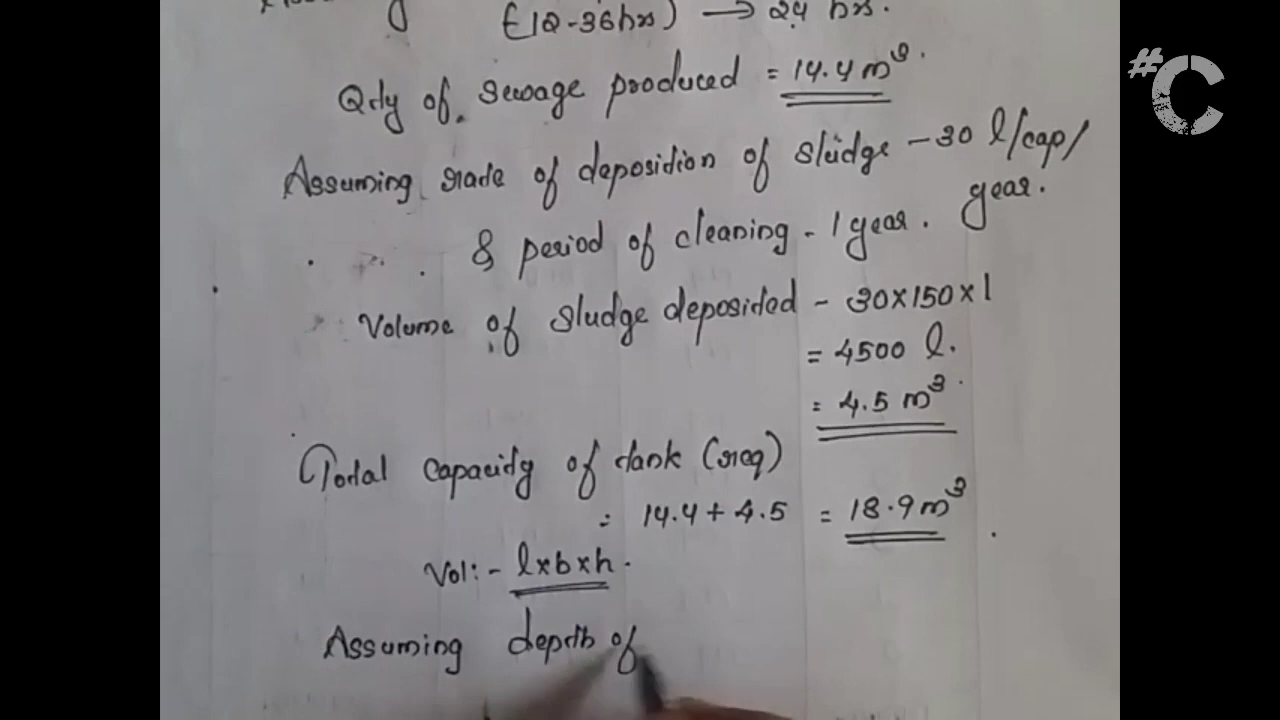 (12-36hrs) → 24 hrs.
Qty of sewage produced = 14.4 m³.
Assuming rate of deposition of sludge - 30 l/cap/
year.
& period of cleaning - 1 year.
Volume of sludge deposited - 30×150×1
= 4500 l.
= 4.5 m³.
Total capacity of tank (req)
= 14.4 + 4.5 = 18.9 m³
Vol:- l×b×h.
Assuming depth of
#C